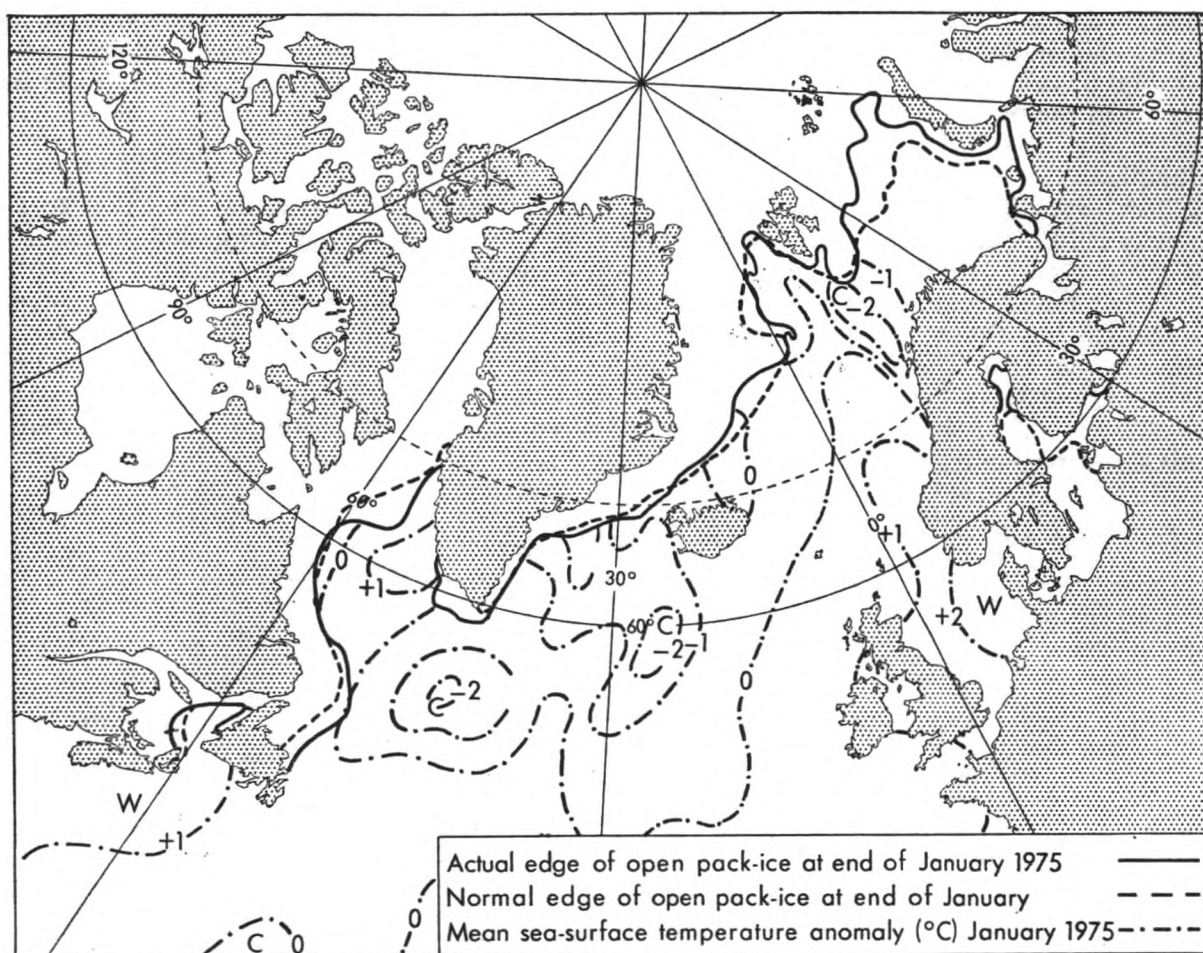 120°
60°
90°
-1
C
-2
30°
0
60°
0
0°
+1
0
-1
+1
30°
+2
W
60°
C
-2
-1
-2
C
0
W
+1
0
C
0
Actual edge of open pack-ice at end of January 1975
Normal edge of open pack-ice at end of January
Mean sea-surface temperature anomaly (°C) January 1975